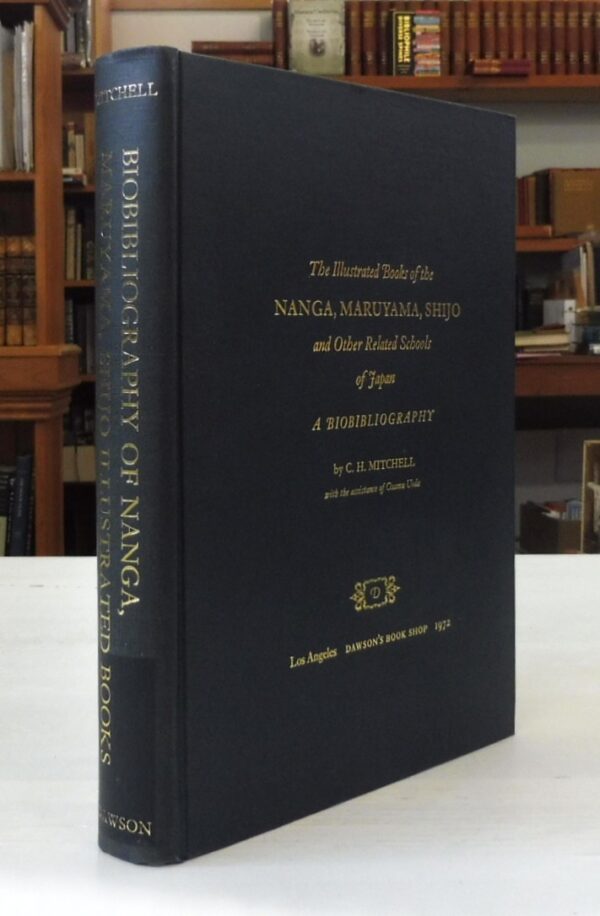 The Illustrated Books of the
NANGA, MARUYAMA, SHIJO
and Other Related Schools
of Japan
A BIOBIBLIOGRAPHY
by C. H. MITCHELL
with the assistance of Osamu Ueda
D
Los Angeles DAWSON'S BOOK SHOP 1972
MITCHELL
BIOBIBLIOGRAPHY OF NANGA,
MARUYAMA, SHIJO ILLUSTRATED BOOKS
DAWSON
BIBLIOPHILE